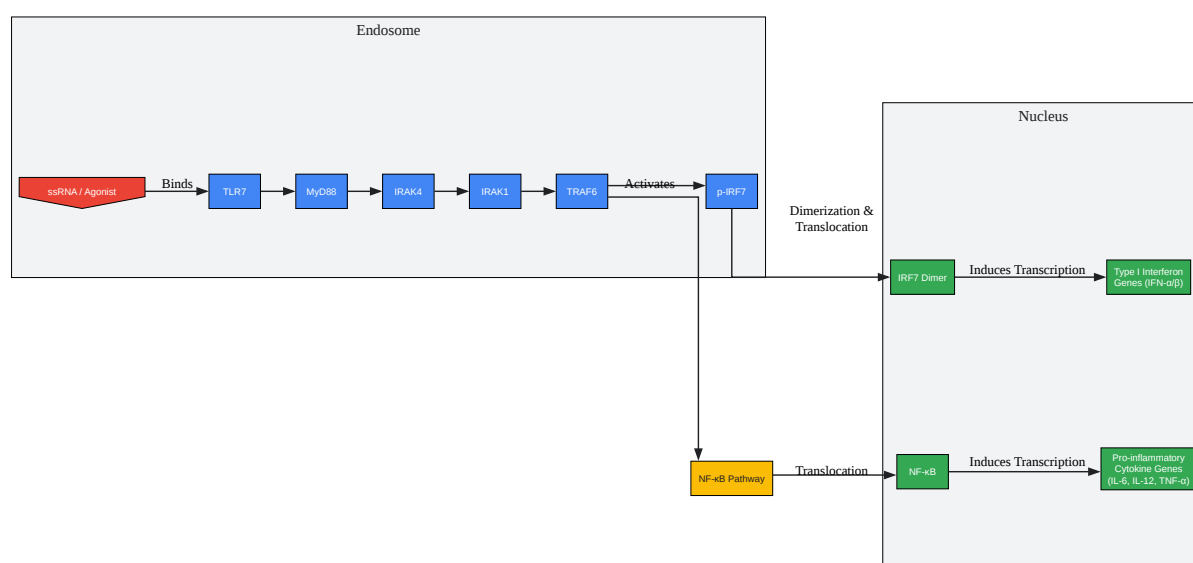 Endosome
Nucleus
ssRNA / Agonist
Binds
TLR7
MyD88
IRAK4
IRAK1
TRAF6
Activates
p-IRF7
Dimerization &
Translocation
IRF7 Dimer
Induces Transcription
Type I Interferon
Genes (IFN-α/β)
NF-κB Pathway
Translocation
NF-κB
Induces Transcription
Pro-inflammatory
Cytokine Genes
(IL-6, IL-12, TNF-α)